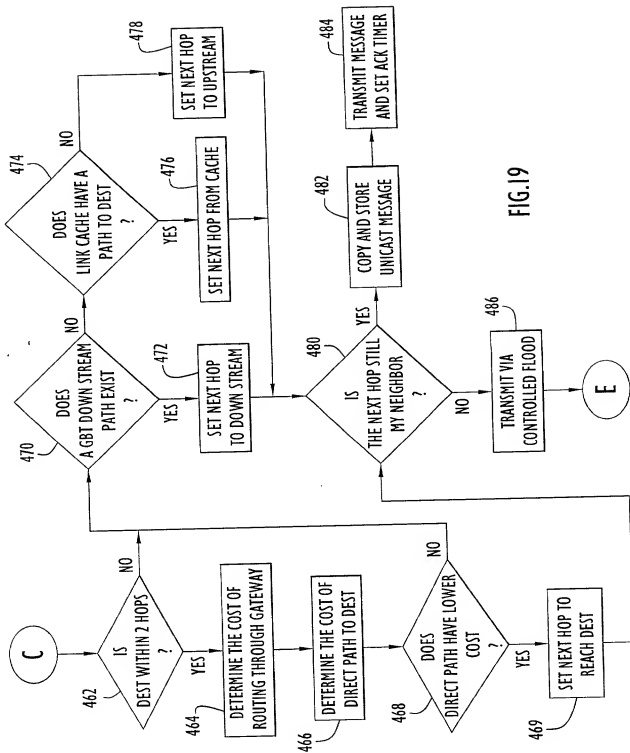 C
462
IS
DEST WITHIN 2 HOPS
?
NO
YES
464
DETERMINE THE COST OF
ROUTING THROUGH GATEWAY
466
DETERMINE THE COST OF
DIRECT PATH TO DEST
468
DOES
DIRECT PATH HAVE LOWER
COST
?
NO
YES
469
SET NEXT HOP TO
REACH DEST
470
DOES
A GBT DOWN STREAM
PATH EXIST
?
NO
YES
472
SET NEXT HOP
TO DOWN STREAM
474
DOES
LINK CACHE HAVE A
PATH TO DEST
?
NO
YES
476
SET NEXT HOP FROM CACHE
478
SET NEXT HOP
TO UPSTREAM
480
IS
THE NEXT HOP STILL
MY NEIGHBOR
?
YES
NO
482
COPY AND STORE
UNICAST MESSAGE
484
TRANSMIT MESSAGE
AND SET ACK TIMER
486
TRANSMIT VIA
CONTROLLED FLOOD
E
FIG.19